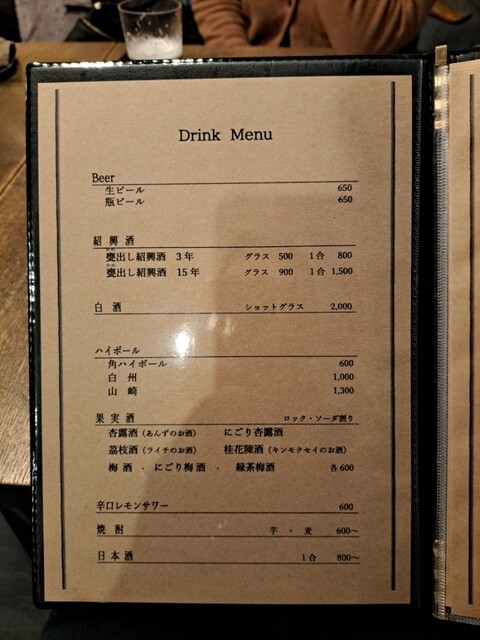 Drink Menu
Beer
生ビール 650
瓶ビール 650
紹興酒
甕出し紹興酒 3年 グラス 500 1合 800
甕出し紹興酒 15年 グラス 900 1合 1,500
白酒 ショットグラス 2,000
ハイボール
角ハイボール 600
白州 1,000
山崎 1,300
果実酒 ロック・ソーダ割り
杏露酒(あんずのお酒) にごり杏露酒
茘枝酒(ライチのお酒) 桂花陳酒(キンモクセイのお酒)
梅酒 ・ にごり梅酒 ・ 緑茶梅酒 各600
辛口レモンサワー 600
焼酎 芋 ・ 麦 600~
日本酒 1合 800~